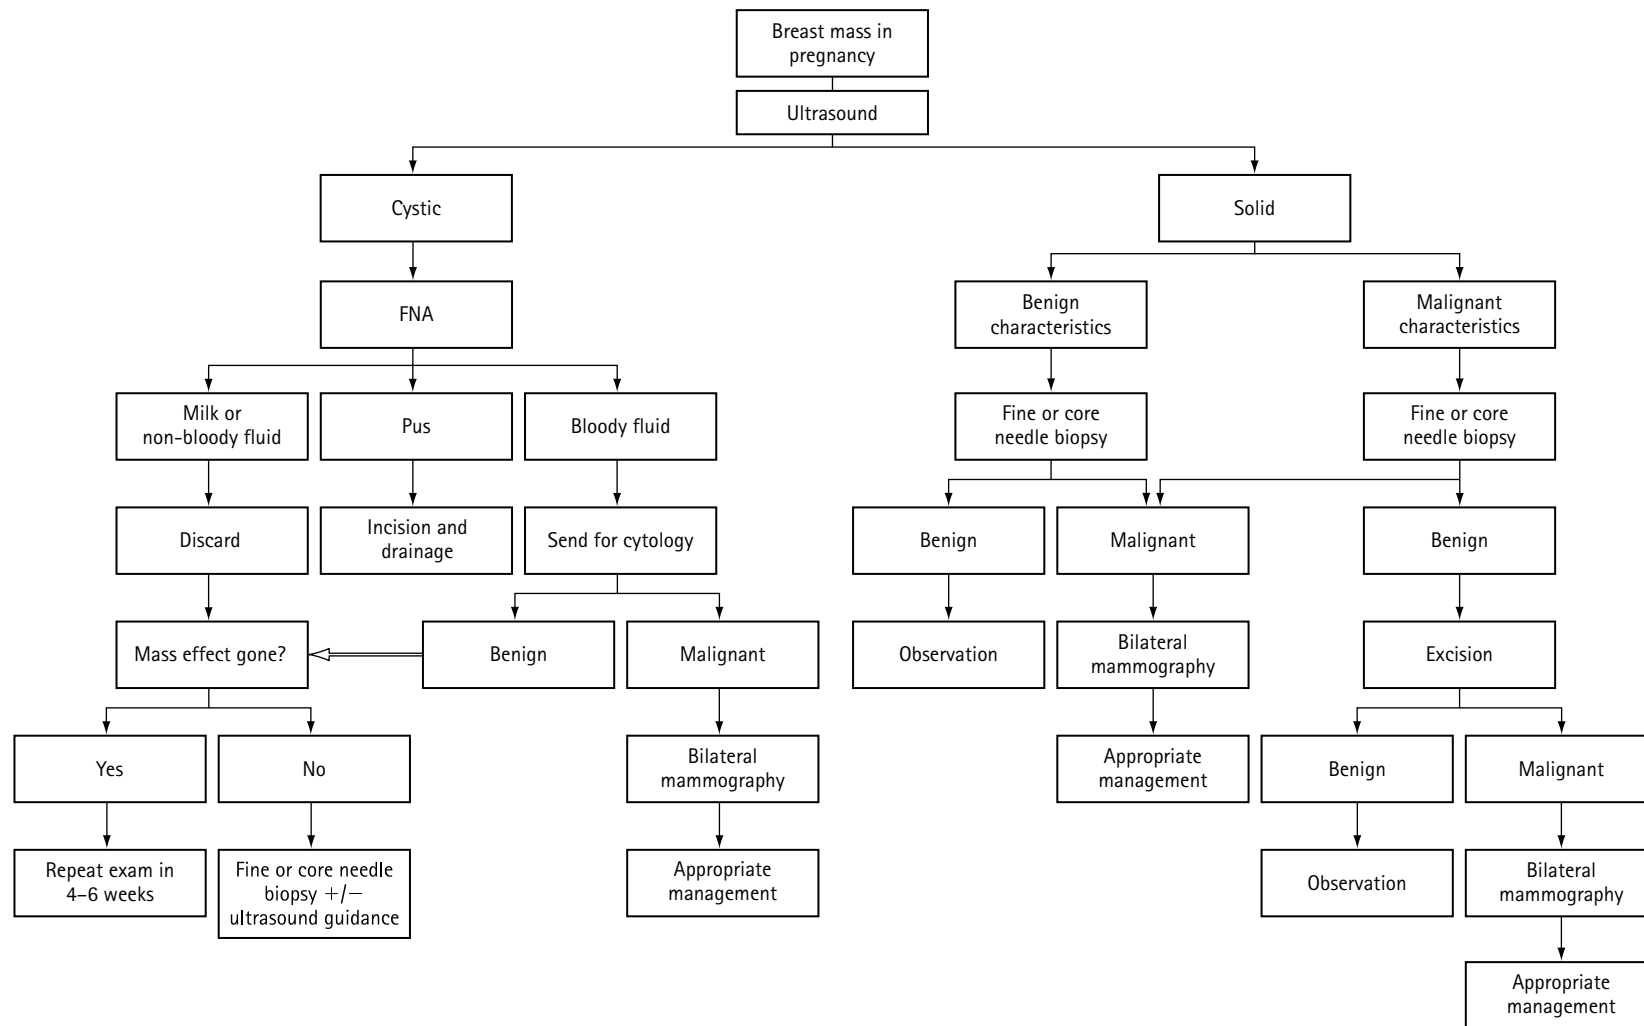 Breast mass in
pregnancy
Ultrasound
Cystic
Solid
FNA
Benign
characteristics
Malignant
characteristics
Milk or
non-bloody fluid
Pus
Bloody fluid
Fine or core
needle biopsy
Fine or core
needle biopsy
Discard
Incision and
drainage
Send for cytology
Benign
Malignant
Benign
Mass effect gone?
Benign
Malignant
Observation
Bilateral
mammography
Excision
Yes
No
Bilateral
mammography
Appropriate
management
Benign
Malignant
Repeat exam in
4–6 weeks
Fine or core needle
biopsy +/−
ultrasound guidance
Appropriate
management
Observation
Bilateral
mammography
Appropriate
management